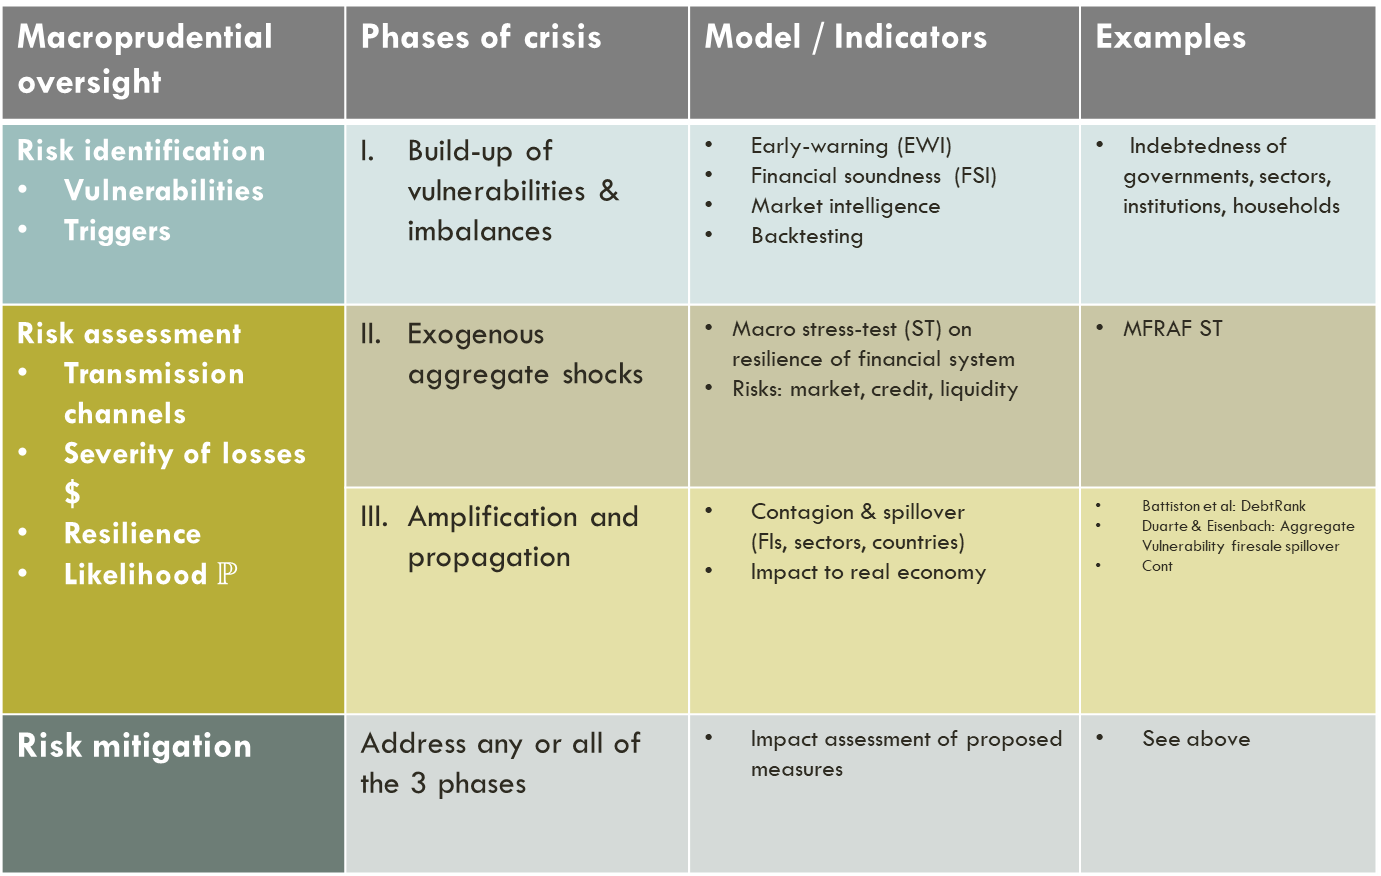 Macroprudential
oversight
Phases of crisis
Model / Indicators
Examples
Risk identification
• Vulnerabilities
• Triggers
I. Build-up of
vulnerabilities &
imbalances
• Early-warning (EWI)
• Financial soundness (FSI)
• Market intelligence
• Backtesting
• Indebtedness of
governments, sectors,
institutions, households
Risk assessment
• Transmission
channels
• Severity of losses
$
• Resilience
• Likelihood ℙ
II. Exogenous
aggregate shocks
• Macro stress-test (ST) on
resilience of financial system
• Risks: market, credit, liquidity
• MFRAF ST
III. Amplification and
propagation
• Contagion & spillover
(FIs, sectors, countries)
• Impact to real economy
• Battiston et al: DebtRank
• Duarte & Eisenbach: Aggregate
Vulnerability firesale spillover
• Cont
Risk mitigation
Address any or all of
the 3 phases
• Impact assessment of proposed
measures
• See above